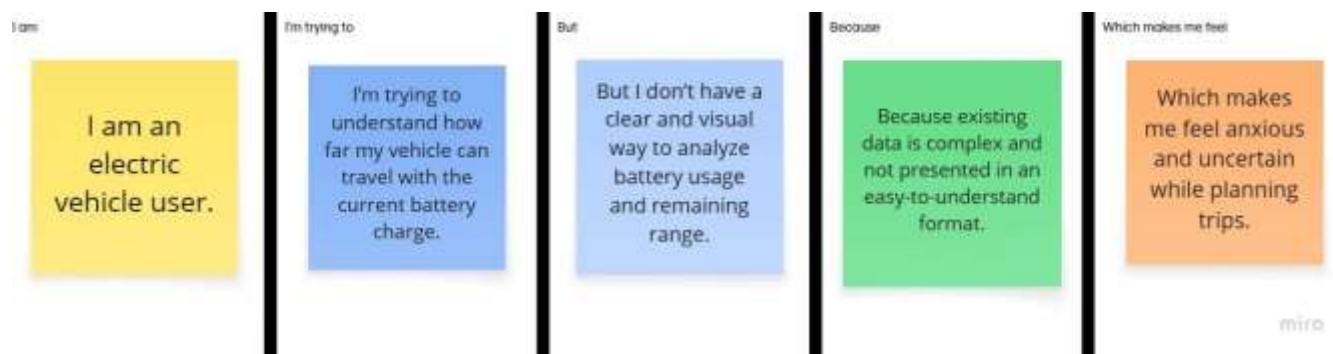 I am
I am an
electric
vehicle user.
I'm trying to
I'm trying to
understand how
far my vehicle can
travel with the
current battery
charge.
But
But I don't have a
clear and visual
way to analyze
battery usage
and remaining
range.
Because
Because existing
data is complex and
not presented in an
easy-to-understand
format.
Which makes me feel
Which makes
me feel anxious
and uncertain
while planning
trips.
miro